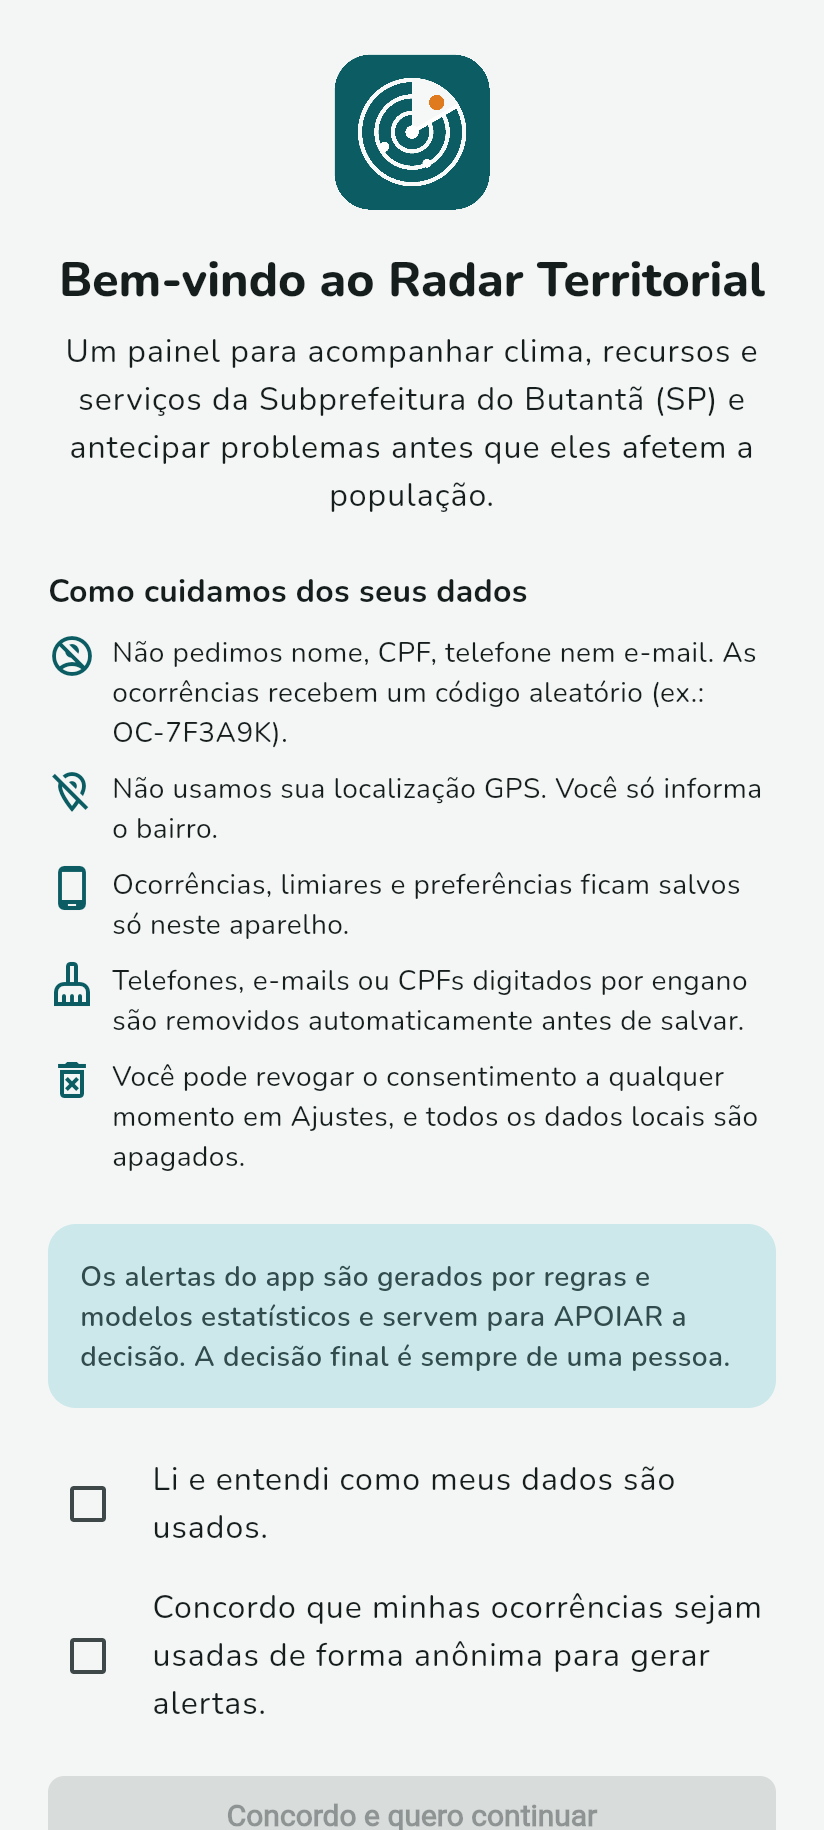 Bem-vindo ao Radar Territorial
Um painel para acompanhar clima, recursos e
serviços da Subprefeitura do Butantã (SP) e
antecipar problemas antes que eles afetem a
população.
Como cuidamos dos seus dados
Não pedimos nome, CPF, telefone nem e-mail. As
ocorrências recebem um código aleatório (ex.:
OC-7F3A9K).
Não usamos sua localização GPS. Você só informa
o bairro.
Ocorrências, limiares e preferências ficam salvos
só neste aparelho.
Telefones, e-mails ou CPFs digitados por engano
são removidos automaticamente antes de salvar.
Você pode revogar o consentimento a qualquer
momento em Ajustes, e todos os dados locais são
apagados.
Os alertas do app são gerados por regras e
modelos estatísticos e servem para APOIAR a
decisão. A decisão final é sempre de uma pessoa.
Li e entendi como meus dados são
usados.
Concordo que minhas ocorrências sejam
usadas de forma anônima para gerar
alertas.
Concordo e quero continuar